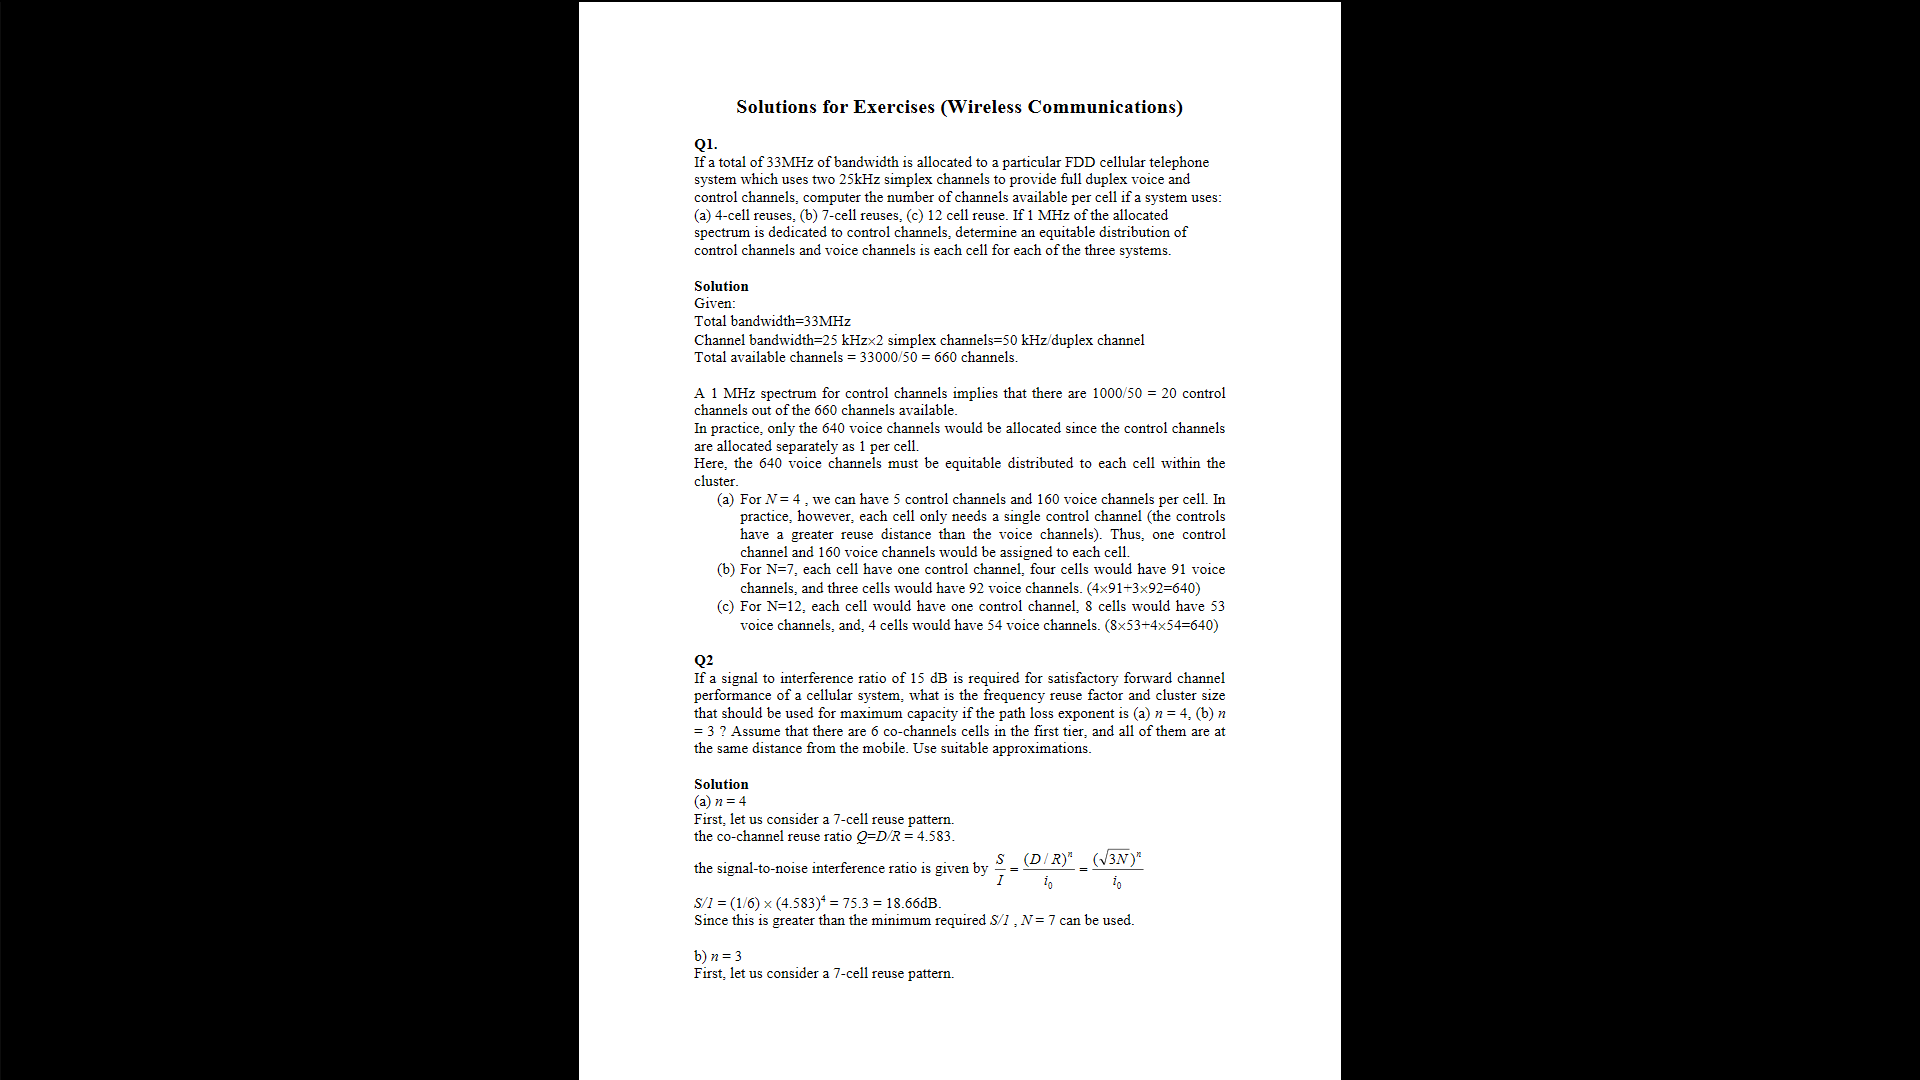 Solutions for Exercises (Wireless Communications)
Q1.
If a total of 33MHz of bandwidth is allocated to a particular FDD cellular telephone
system which uses two 25kHz simplex channels to provide full duplex voice and
control channels, computer the number of channels available per cell if a system uses:
(a) 4-cell reuses, (b) 7-cell reuses, (c) 12 cell reuse. If 1 MHz of the allocated
spectrum is dedicated to control channels, determine an equitable distribution of
control channels and voice channels is each cell for each of the three systems.
Solution
Given:
Total bandwidth=33MHz
Channel bandwidth=25 kHz×2 simplex channels=50 kHz/duplex channel
Total available channels = 33000/50 = 660 channels.
A 1 MHz spectrum for control channels implies that there are 1000/50 = 20 control
channels out of the 660 channels available.
In practice, only the 640 voice channels would be allocated since the control channels
are allocated separately as 1 per cell.
Here, the 640 voice channels must be equitable distributed to each cell within the
cluster.
(a) For N = 4 , we can have 5 control channels and 160 voice channels per cell. In
practice, however, each cell only needs a single control channel (the controls
have a greater reuse distance than the voice channels). Thus, one control
channel and 160 voice channels would be assigned to each cell.
(b) For N=7, each cell have one control channel, four cells would have 91 voice
channels, and three cells would have 92 voice channels. (4×91+3×92=640)
(c) For N=12, each cell would have one control channel, 8 cells would have 53
voice channels, and, 4 cells would have 54 voice channels. (8×53+4×54=640)
Q2
If a signal to interference ratio of 15 dB is required for satisfactory forward channel
performance of a cellular system, what is the frequency reuse factor and cluster size
that should be used for maximum capacity if the path loss exponent is (a) n = 4, (b) n
= 3 ? Assume that there are 6 co-channels cells in the first tier, and all of them are at
the same distance from the mobile. Use suitable approximations.
Solution
(a) n = 4
First, let us consider a 7-cell reuse pattern.
the co-channel reuse ratio Q=D/R = 4.583.
the signal-to-noise interference ratio is given by S/I = (D / R)ⁿ/i₀ = (√3N)ⁿ/i₀
S/I = (1/6) × (4.583)⁴ = 75.3 = 18.66dB.
Since this is greater than the minimum required S/I , N = 7 can be used.
b) n = 3
First, let us consider a 7-cell reuse pattern.